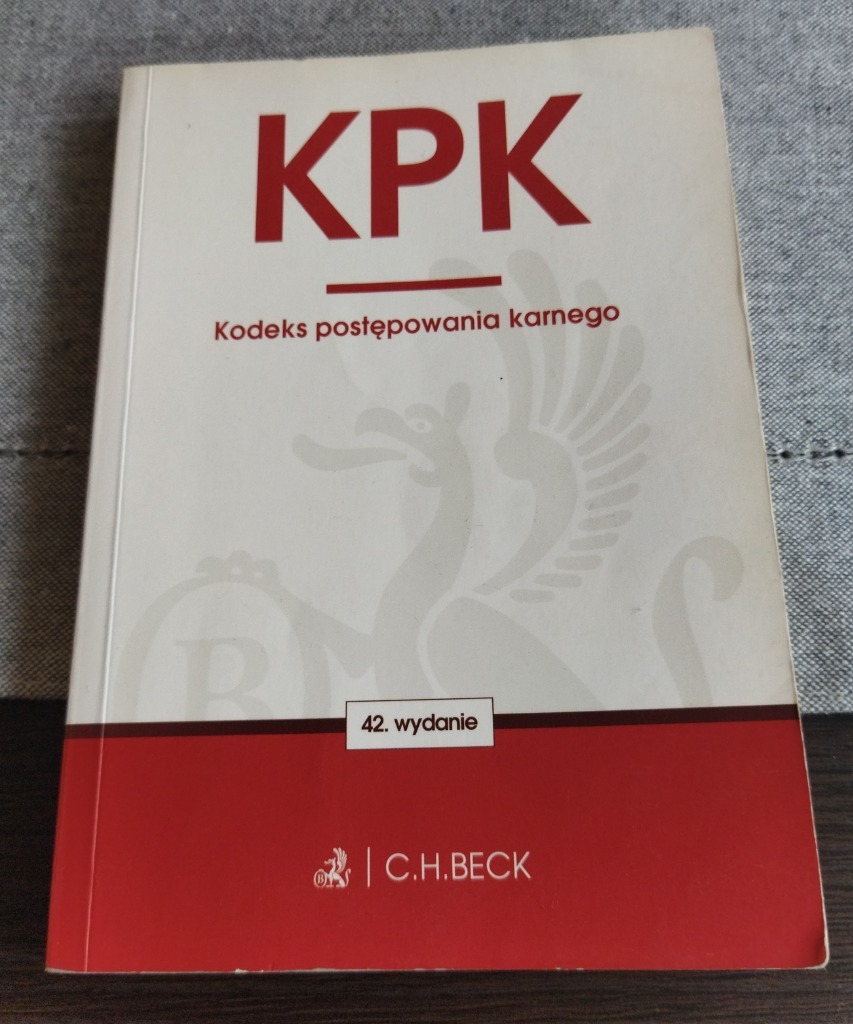 KPK
Kodeks postępowania karnego
B
42. wydanie
B
C.H.BECK